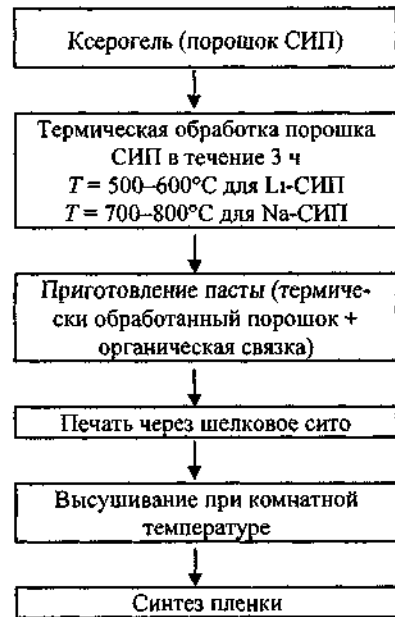 Ксерогель (порошок СИП)
Термическая обработка порошка
СИП в течение 3 ч
T = 500–600°C для Li-СИП
T = 700–800°C для Na-СИП
Приготовление пасты (термиче-
ски обработанный порошок +
органическая связка)
Печать через шелковое сито
Высушивание при комнатной
температуре
Синтез пленки